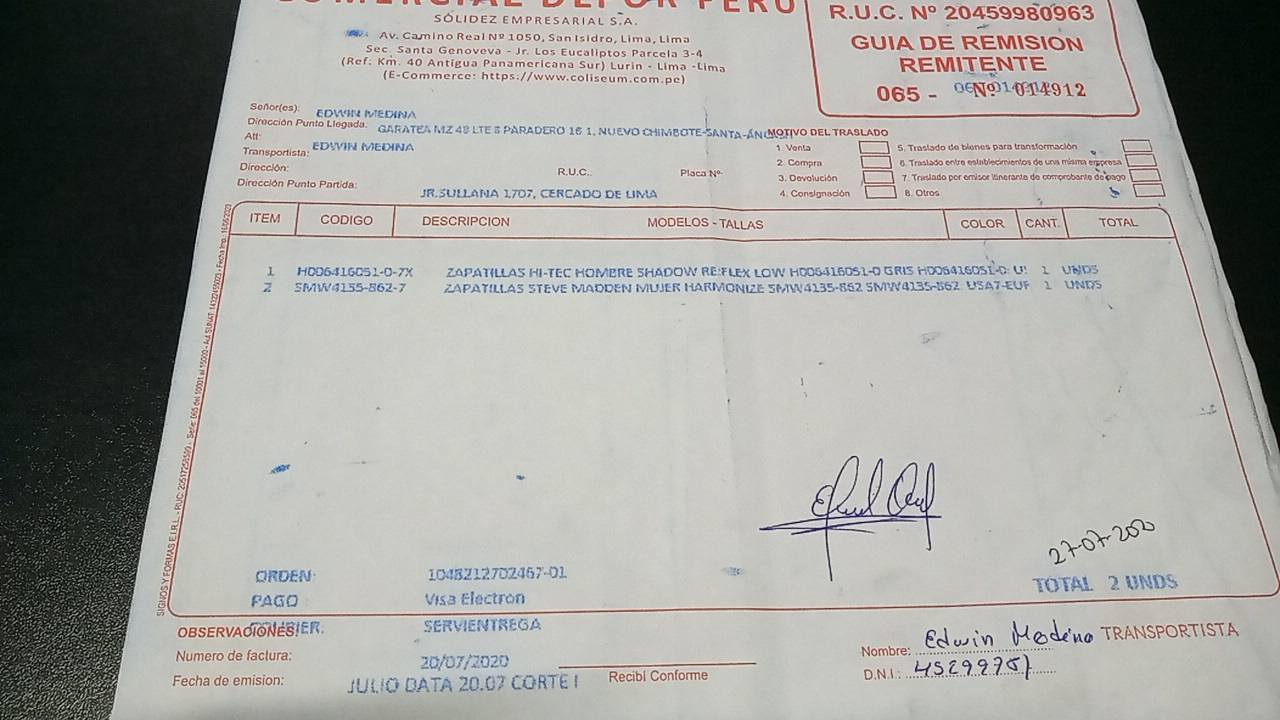 COMERCIAL DEPOR PERU
SÓLIDEZ EMPRESARIAL S.A.
Av. Camino Real Nº 1050, San Isidro, Lima, Lima
Sec. Santa Genoveva - Jr. Los Eucaliptos Parcela 3-4
(Ref: Km. 40 Antigua Panamericana Sur) Lurin - Lima -Lima
(E-Commerce: https://www.coliseum.com.pe)
R.U.C. Nº 20459980963
GUIA DE REMISION
REMITENTE
065 - Nº 014912
Señor(es): EDWIN MEDINA
Dirección Punto Llegada: GARATEA MZ 48 LTE 8 PARADERO 16 1, NUEVO CHIMBOTE-SANTA-
Att:
Transportista: EDWIN MEDINA
Dirección: R.U.C.. Placa Nº
Dirección Punto Partida: JR.SULLANA 1707, CERCADO DE LIMA
MOTIVO DEL TRASLADO
1. Venta
2. Compra
3. Devolución
4. Consignación
5. Traslado de bienes para transformación
6. Traslado entre establecimientos de una misma empresa
7. Traslado por emisor itinerante de comprobante de pago
8. Otros
ITEM CODIGO DESCRIPCION MODELOS - TALLAS COLOR CANT. TOTAL
1 H006416051-0-7X ZAPATILLAS HI-TEC HOMBRE SHADOW RE:FLEX LOW H006416051-0 GRIS H006416051-0: U! 1 UNDS
2 SMW4135-862-7 ZAPATILLAS STEVE MADDEN MUJER HARMONIZE SMW4135-862 SMW4135-862 USA7-EUF 1 UNDS
27-07-2020
ORDEN: 1048212702467-01
PAGO Visa Electron
TOTAL 2 UNDS
COURIER. SERVIENTREGA
OBSERVACIONES:
Numero de factura:
Fecha de emision: 20/07/2020
JULIO DATA 20.07 CORTE I
Recibí Conforme
Nombre: Edwin Medina TRANSPORTISTA
D.N.I.: